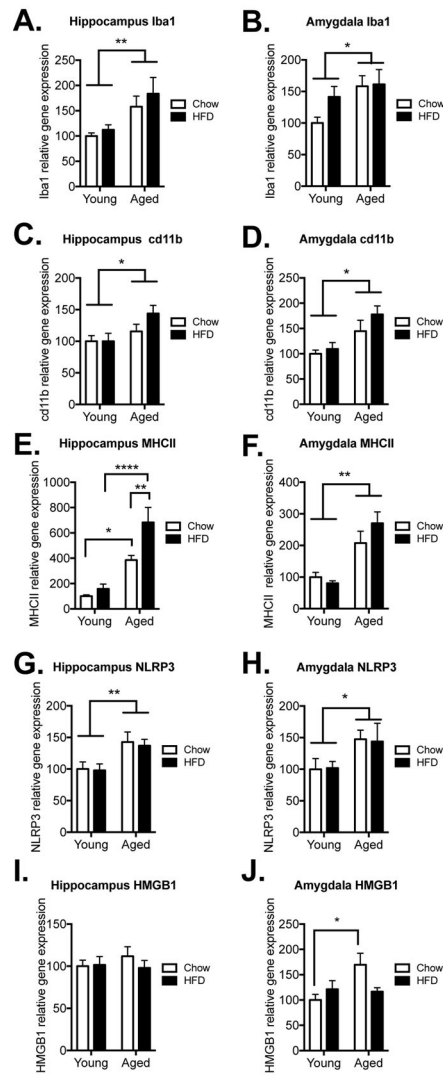 A.
Hippocampus Iba1
Iba1 relative gene expression
250
200
150
100
50
0
**
Young
Aged
Chow
HFD
B.
Amygdala Iba1
Iba1 relative gene expression
200
150
100
50
0
*
Young
Aged
Chow
HFD
C.
Hippocampus cd11b
cd11b relative gene expression
200
150
100
50
0
*
Young
Aged
Chow
HFD
D.
Amygdala cd11b
cd11b relative gene expression
250
200
150
100
50
0
*
Young
Aged
Chow
HFD
E.
Hippocampus MHCII
MHCII relative gene expression
1000
800
600
400
200
0
****
**
*
Young
Aged
Chow
HFD
F.
Amygdala MHCII
MHCII relative gene expression
400
300
200
100
0
**
Young
Aged
Chow
HFD
G.
Hippocampus NLRP3
NLRP3 relative gene expression
200
150
100
50
0
**
Young
Aged
Chow
HFD
H.
Amygdala NLRP3
NLRP3 relative gene expression
200
150
100
50
0
*
Young
Aged
Chow
HFD
I.
Hippocampus HMGB1
HMGB1 relative gene expression
150
100
50
0
Young
Aged
Chow
HFD
J.
Amygdala HMGB1
HMGB1 relative gene expression
250
200
150
100
50
0
*
Young
Aged
Chow
HFD